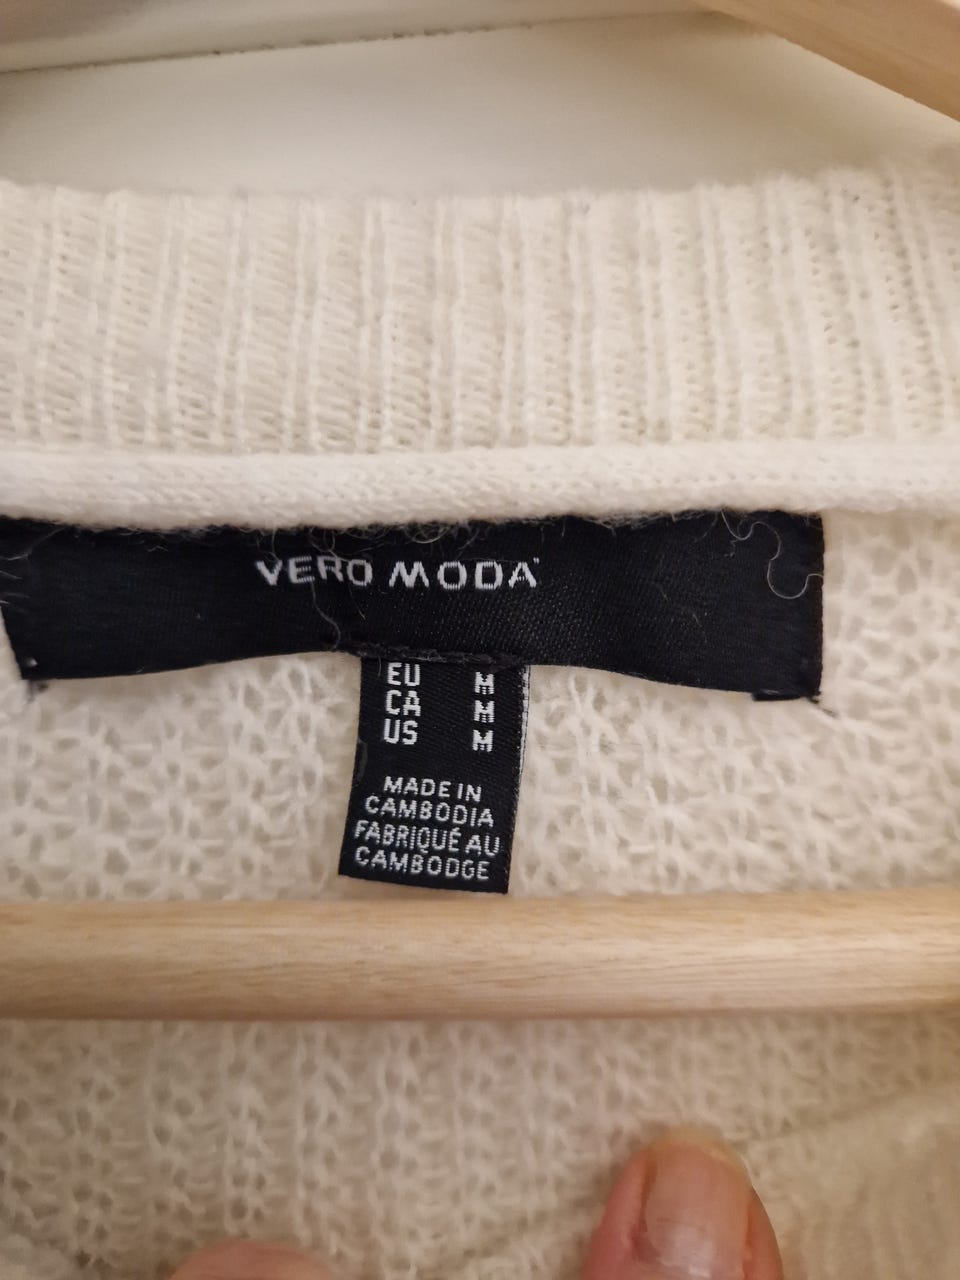 VERO MODA
EU M
CA M
US M
MADE IN
CAMBODIA
FABRIQUÉ AU
CAMBODGE